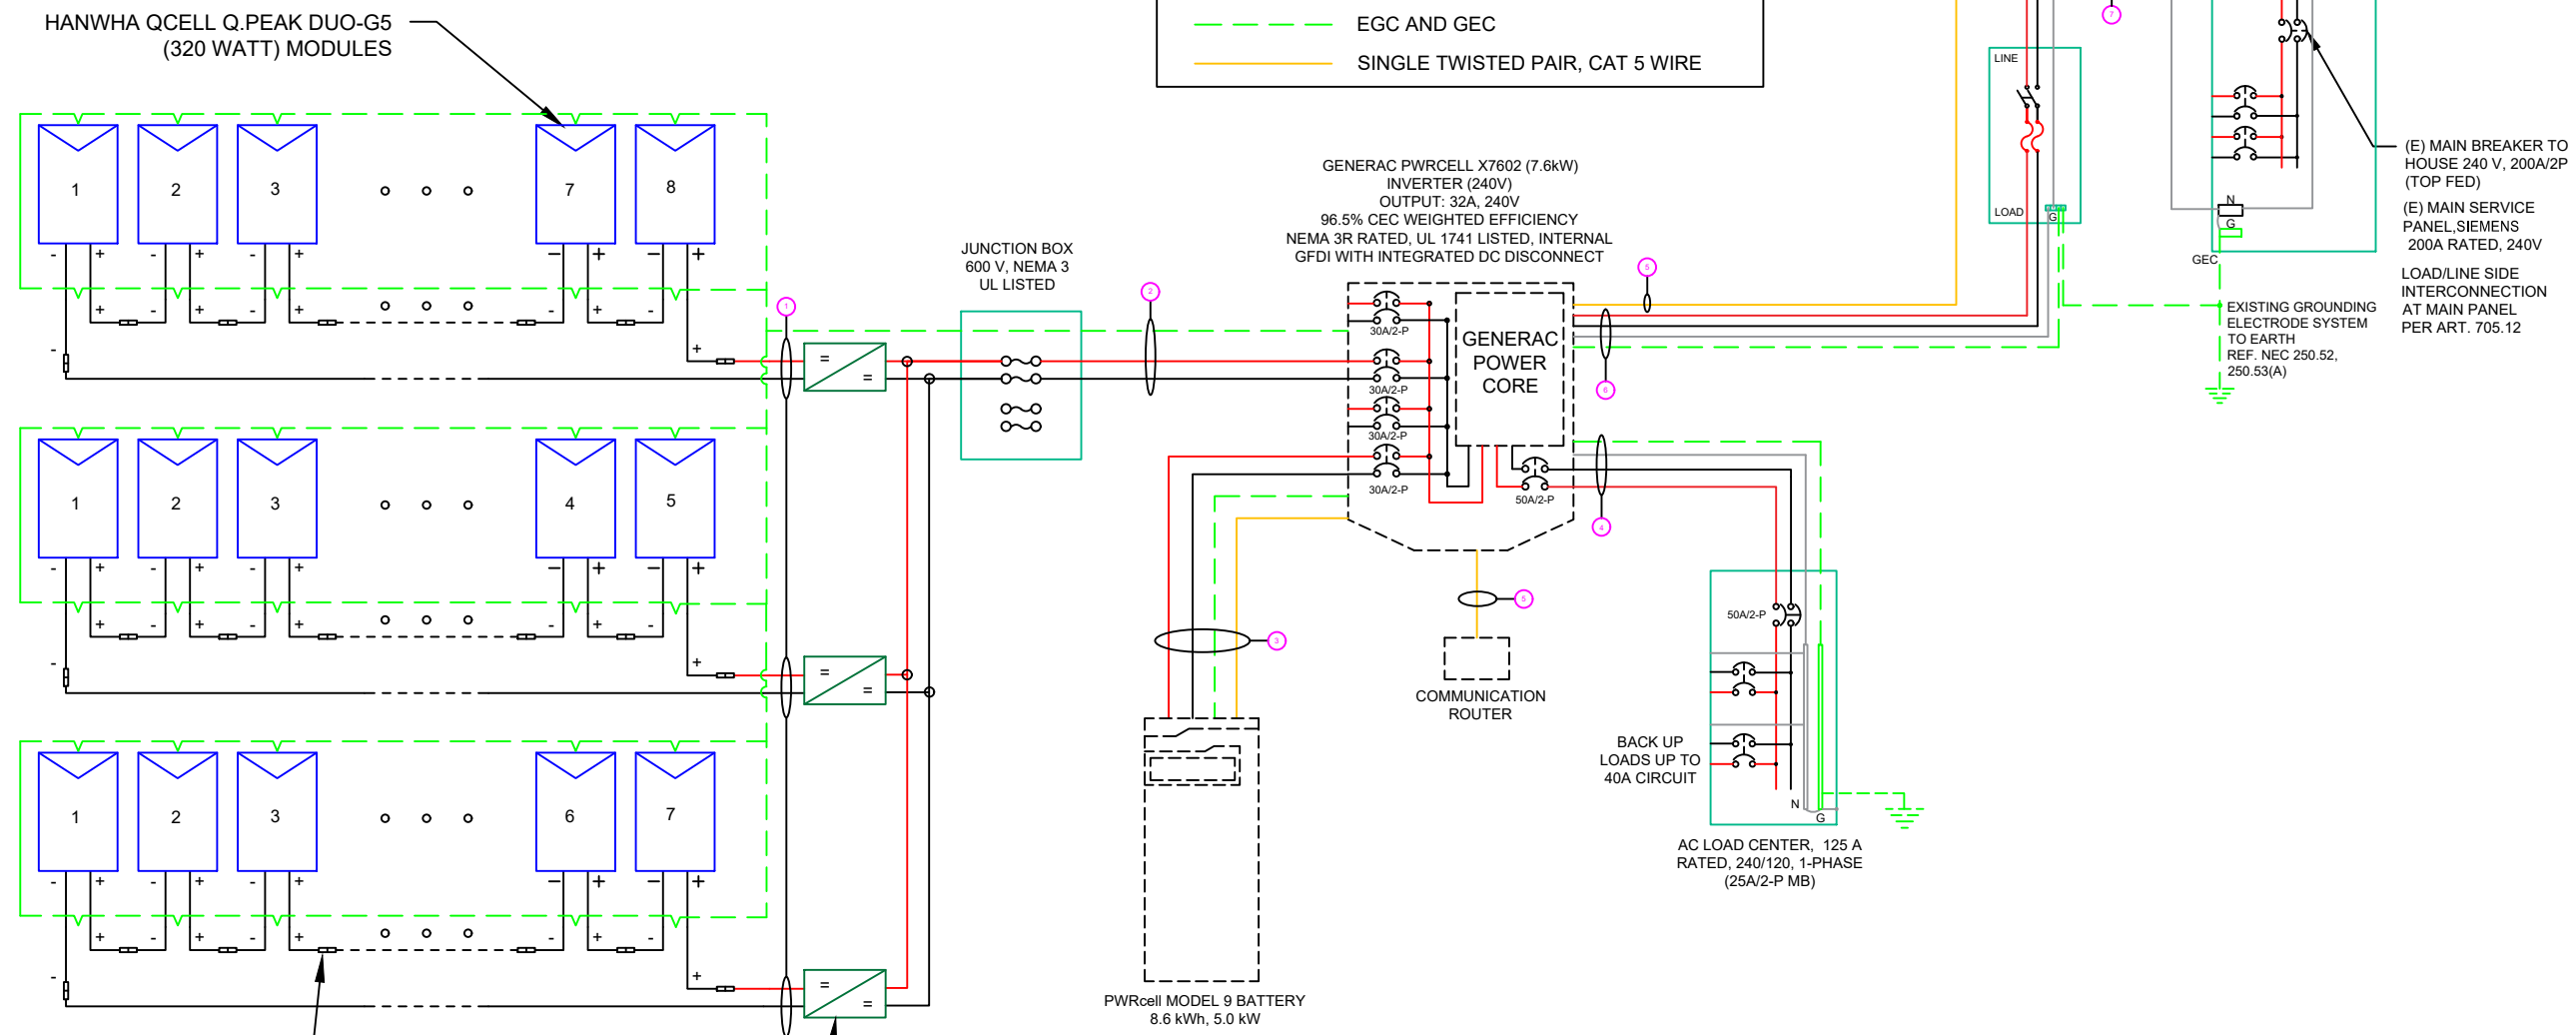 HANWHA QCELL Q.PEAK DUO-G5
(320 WATT) MODULES
EGC AND GEC
SINGLE TWISTED PAIR, CAT 5 WIRE
7
LINE
LOAD
G
(E) MAIN BREAKER TO
HOUSE 240 V, 200A/2P
(TOP FED)
(E) MAIN SERVICE
PANEL,SIEMENS
200A RATED, 240V
LOAD/LINE SIDE
INTERCONNECTION
AT MAIN PANEL
PER ART. 705.12
N
G
GEC
EXISTING GROUNDING
ELECTRODE SYSTEM
TO EARTH
REF. NEC 250.52,
250.53(A)
GENERAC PWRCELL X7602 (7.6kW)
INVERTER (240V)
OUTPUT: 32A, 240V
96.5% CEC WEIGHTED EFFICIENCY
NEMA 3R RATED, UL 1741 LISTED, INTERNAL
GFDI WITH INTEGRATED DC DISCONNECT
JUNCTION BOX
600 V, NEMA 3
UL LISTED
1 2 3 7 8
- + - + - + - + - +
+ - + - + - + -
- +
1
2
5
6
= =
30A/2-P
30A/2-P
30A/2-P
30A/2-P
GENERAC
POWER
CORE
50A/2-P
4
1 2 3 4 5
- + - + - + - + - +
+ - + - + - + -
- +
= =
3
5
COMMUNICATION
ROUTER
50A/2-P
BACK UP
LOADS UP TO
40A CIRCUIT
N
G
AC LOAD CENTER, 125 A
RATED, 240/120, 1-PHASE
(25A/2-P MB)
1 2 3 6 7
- + - + - + - + - +
+ - + - + - + -
- +
= =
PWRcell MODEL 9 BATTERY
8.6 kWh, 5.0 kW